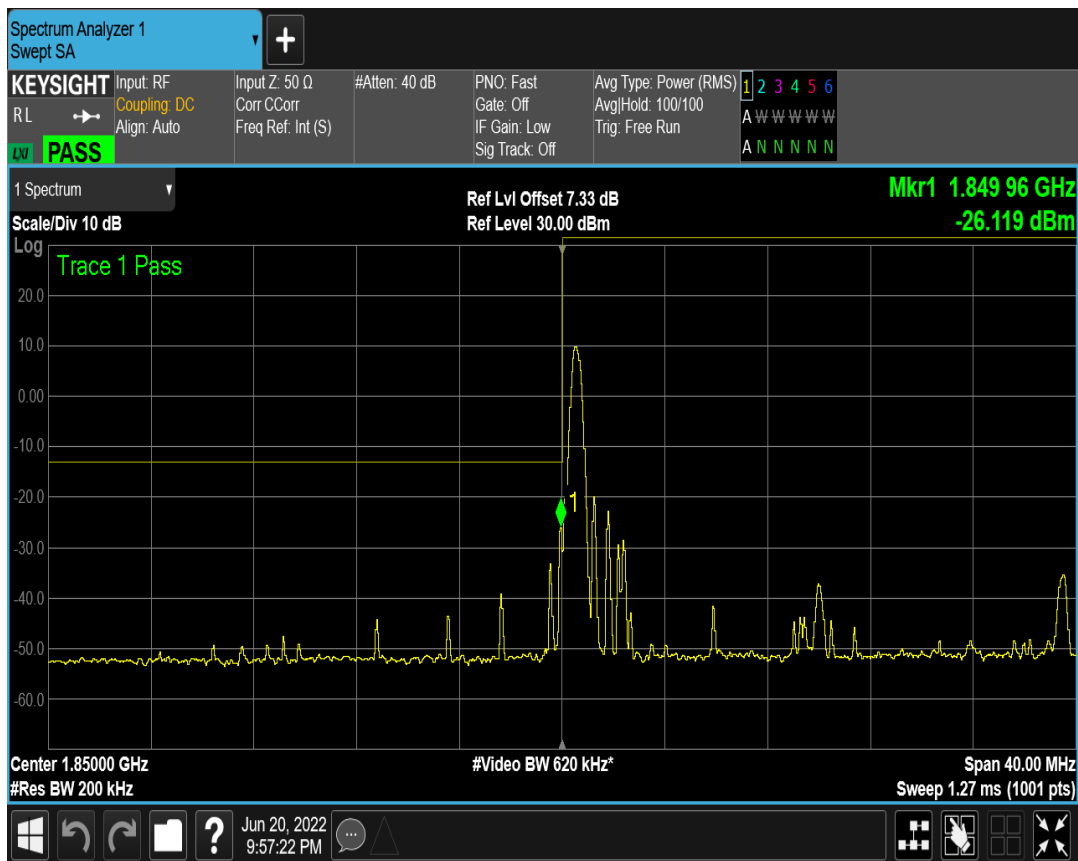 Spectrum Analyzer 1
Swept SA
+
KEYSIGHT
RL
LXI PASS
Input: RF
Coupling: DC
Align: Auto
Input Z: 50 Ω
Corr CCorr
Freq Ref: Int (S)
#Atten: 40 dB
PNO: Fast
Gate: Off
IF Gain: Low
Sig Track: Off
Avg Type: Power (RMS)
Avg|Hold: 100/100
Trig: Free Run
1 2 3 4 5 6
A W W W W W
A N N N N N
1 Spectrum
Scale/Div 10 dB
Ref Lvl Offset 7.33 dB
Ref Level 30.00 dBm
Mkr1 1.849 96 GHz
-26.119 dBm
Log
Trace 1 Pass
20.0
10.0
0.00
-10.0
-20.0
-30.0
-40.0
-50.0
-60.0
1
Center 1.85000 GHz
#Res BW 200 kHz
#Video BW 620 kHz*
Span 40.00 MHz
Sweep 1.27 ms (1001 pts)
?
Jun 20, 2022
9:57:22 PM